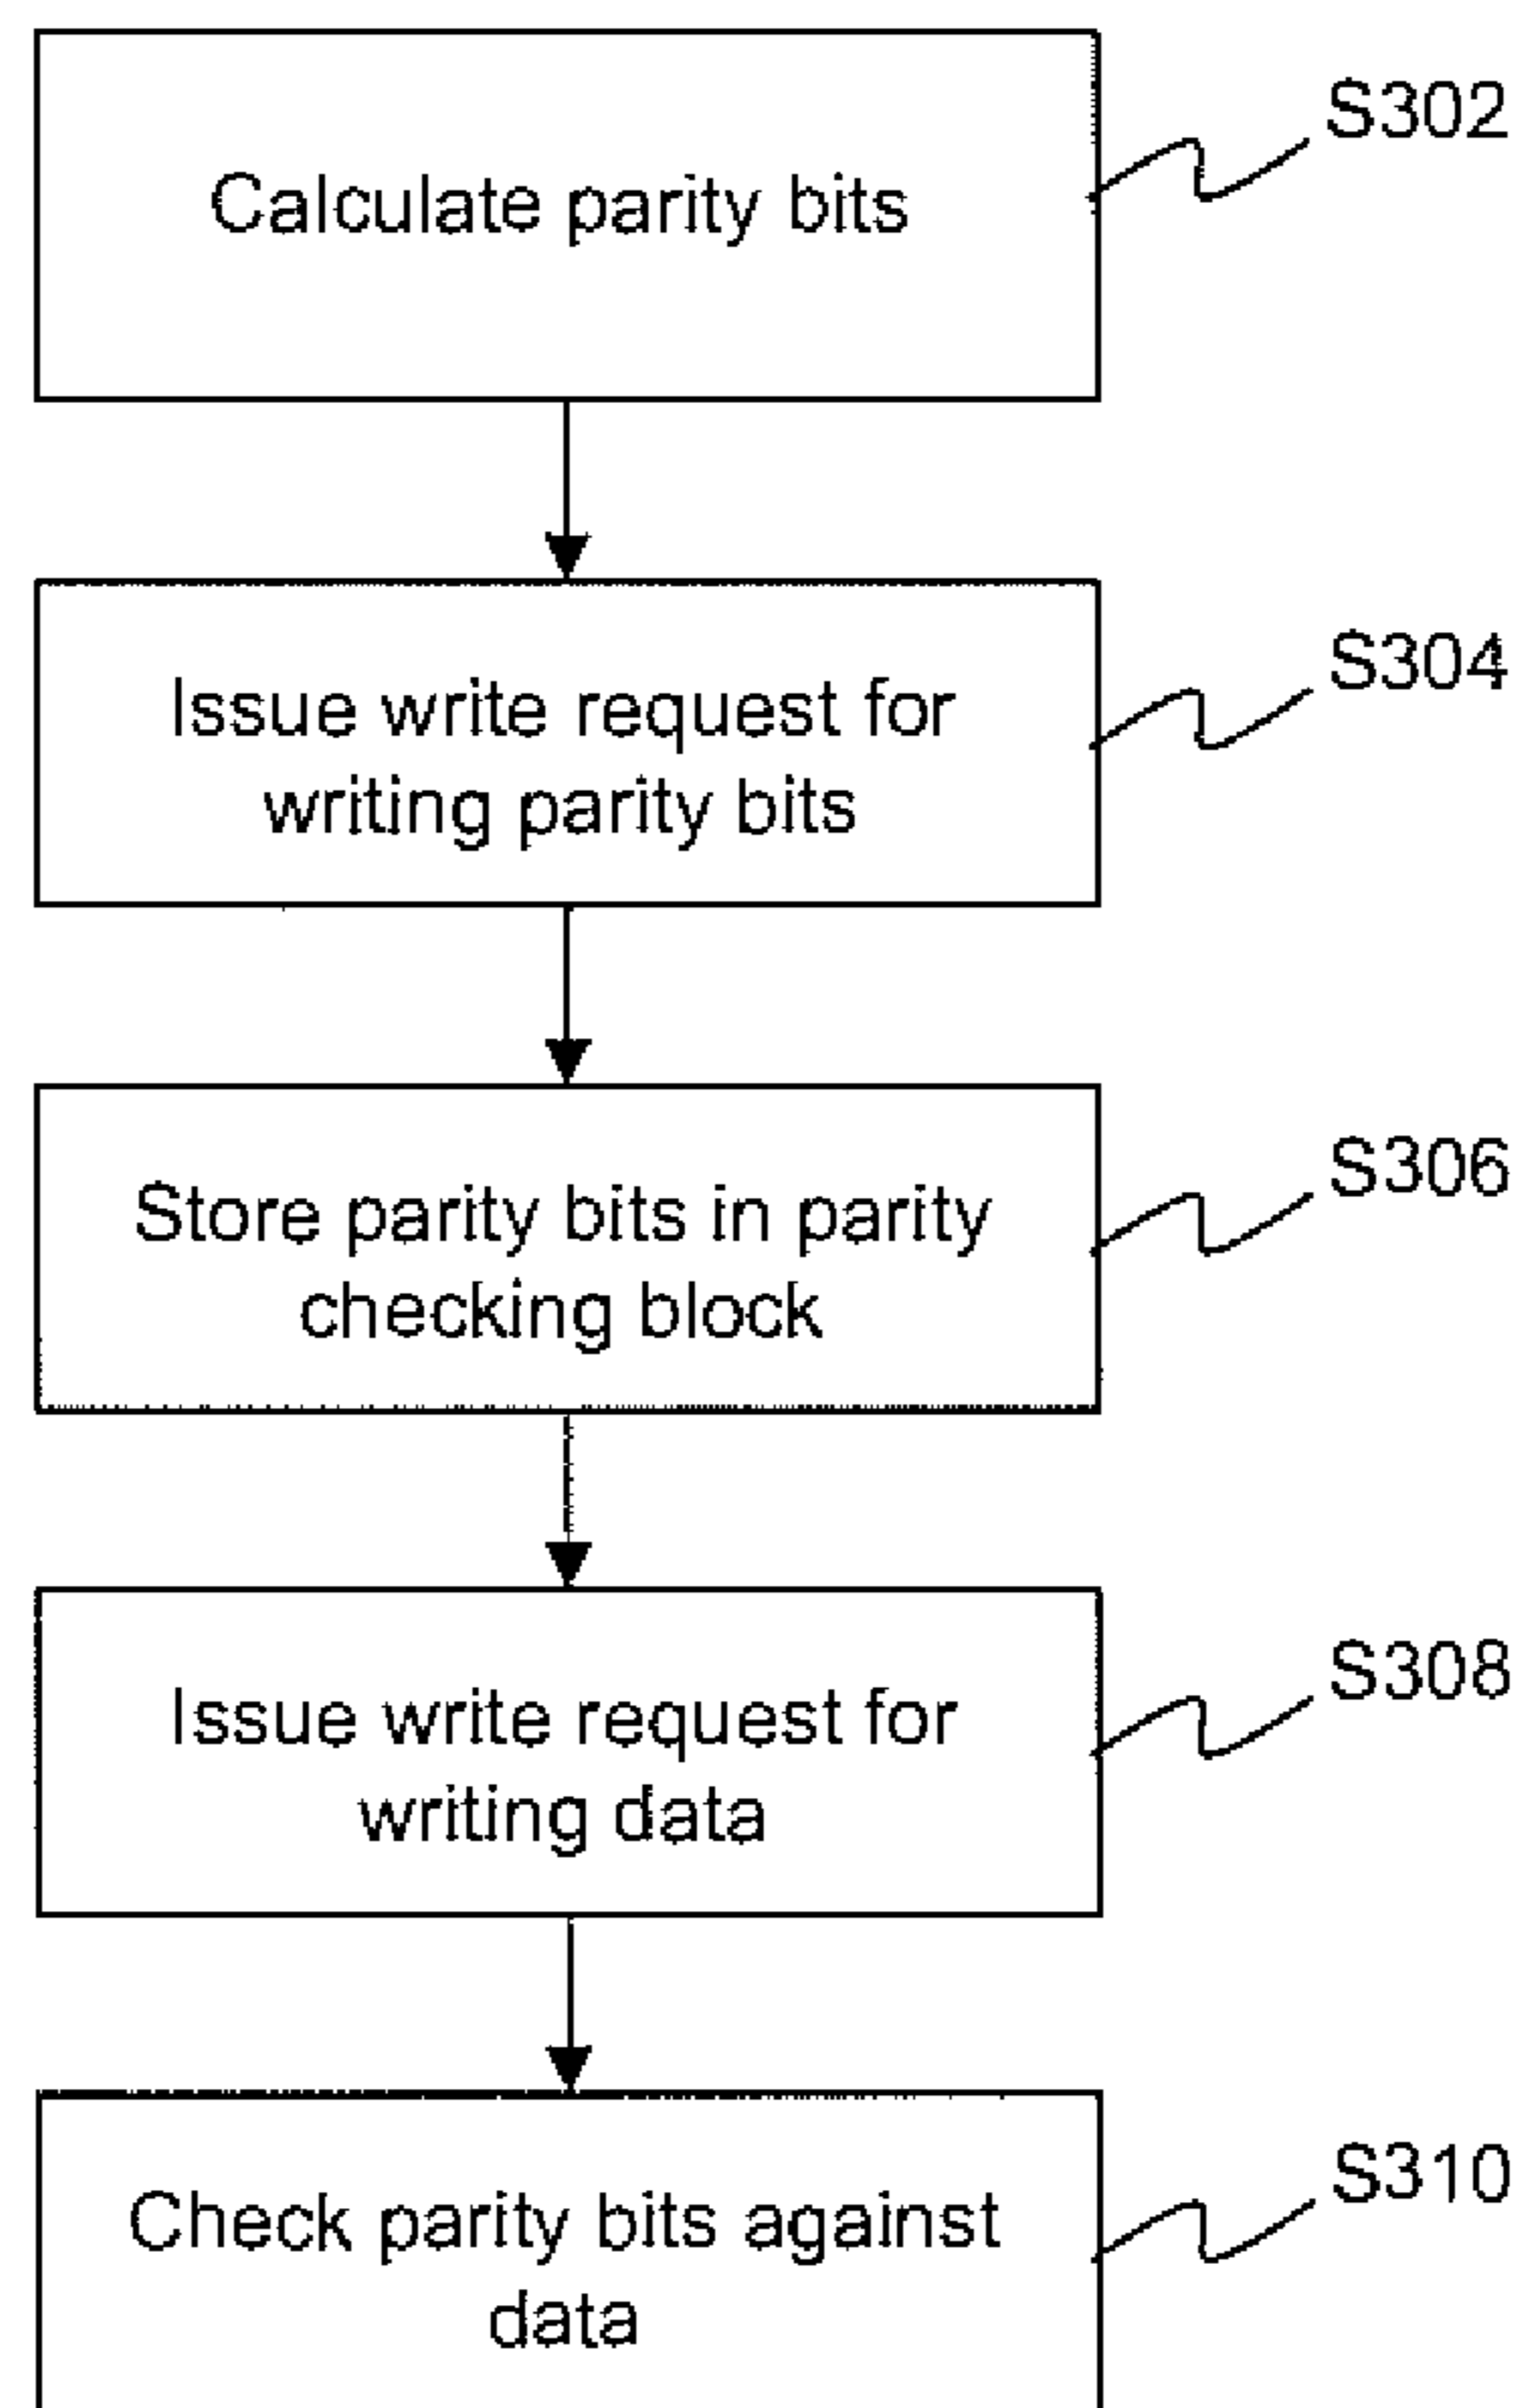 S302
Calculate parity bits
S304
Issue write request for
writing parity bits
S306
Store parity bits in parity
checking block
S308
Issue write request for
writing data
S310
Check parity bits against
data